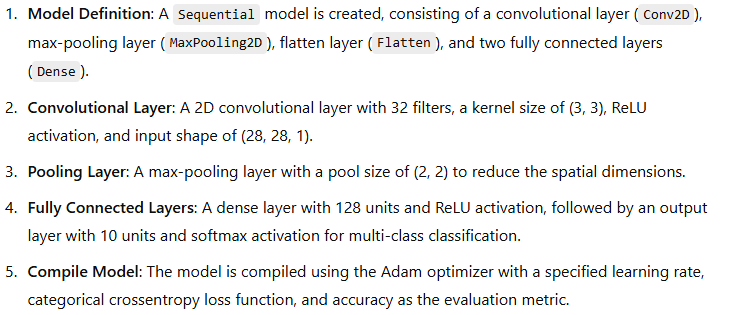 1. Model Definition: A Sequential model is created, consisting of a convolutional layer ( Conv2D ),
max-pooling layer ( MaxPooling2D ), flatten layer ( Flatten ), and two fully connected layers
( Dense ).
2. Convolutional Layer: A 2D convolutional layer with 32 filters, a kernel size of (3, 3), ReLU
activation, and input shape of (28, 28, 1).
3. Pooling Layer: A max-pooling layer with a pool size of (2, 2) to reduce the spatial dimensions.
4. Fully Connected Layers: A dense layer with 128 units and ReLU activation, followed by an output
layer with 10 units and softmax activation for multi-class classification.
5. Compile Model: The model is compiled using the Adam optimizer with a specified learning rate,
categorical crossentropy loss function, and accuracy as the evaluation metric.